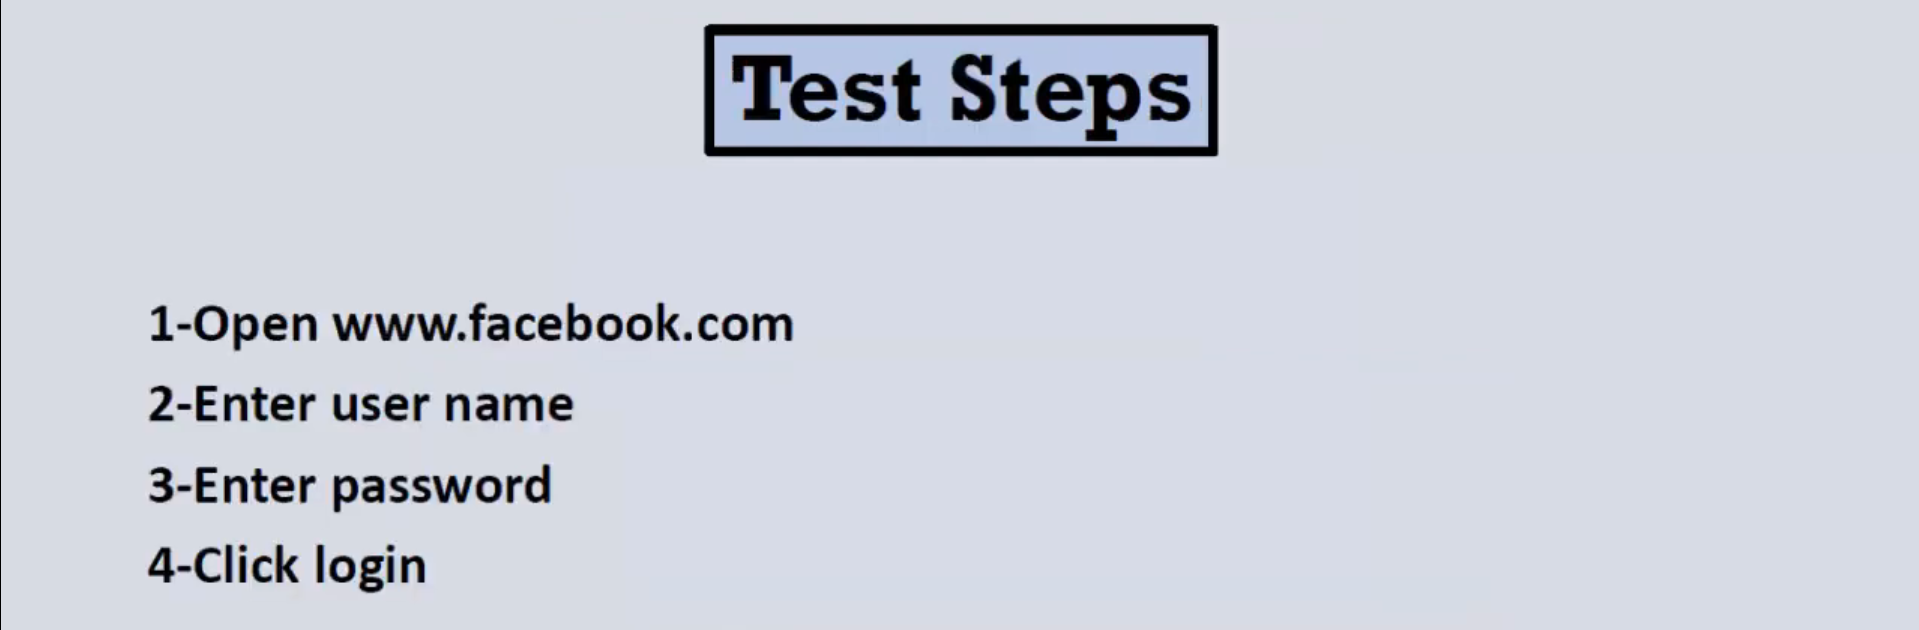 Test Steps
1-Open www.facebook.com
2-Enter user name
3-Enter password
4-Click login